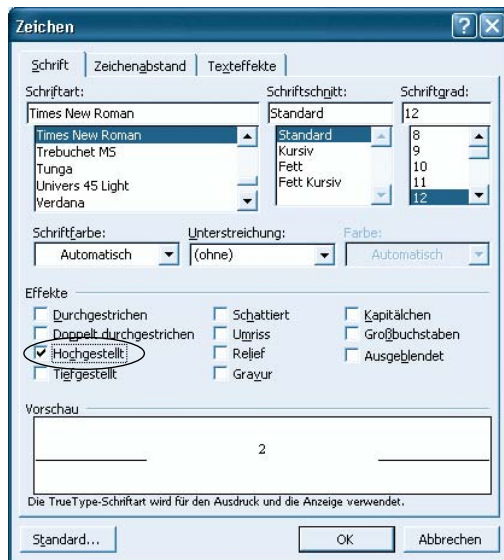 Zeichen
Schrift Zeichenabstand Texteffekte
Schriftart: Schriftschnitt: Schriftgrad:
Times New Roman Standard 12
Times New Roman Standard 8
Trebuchet MS Kursiv 9
Tunga Fett 10
Univers 45 Light Fett Kursiv 11
Verdana 12
Schriftfarbe: Unterstreichung: Farbe:
Automatisch (ohne) Automatisch
Effekte
Durchgestrichen Schattiert Kapitälchen
Doppelt durchgestrichen Umriss Großbuchstaben
Hochgestellt Relief Ausgeblendet
Tiefgestellt Gravur
Vorschau
2
Die TrueType-Schriftart wird für den Ausdruck und die Anzeige verwendet.
Standard... OK Abbrechen